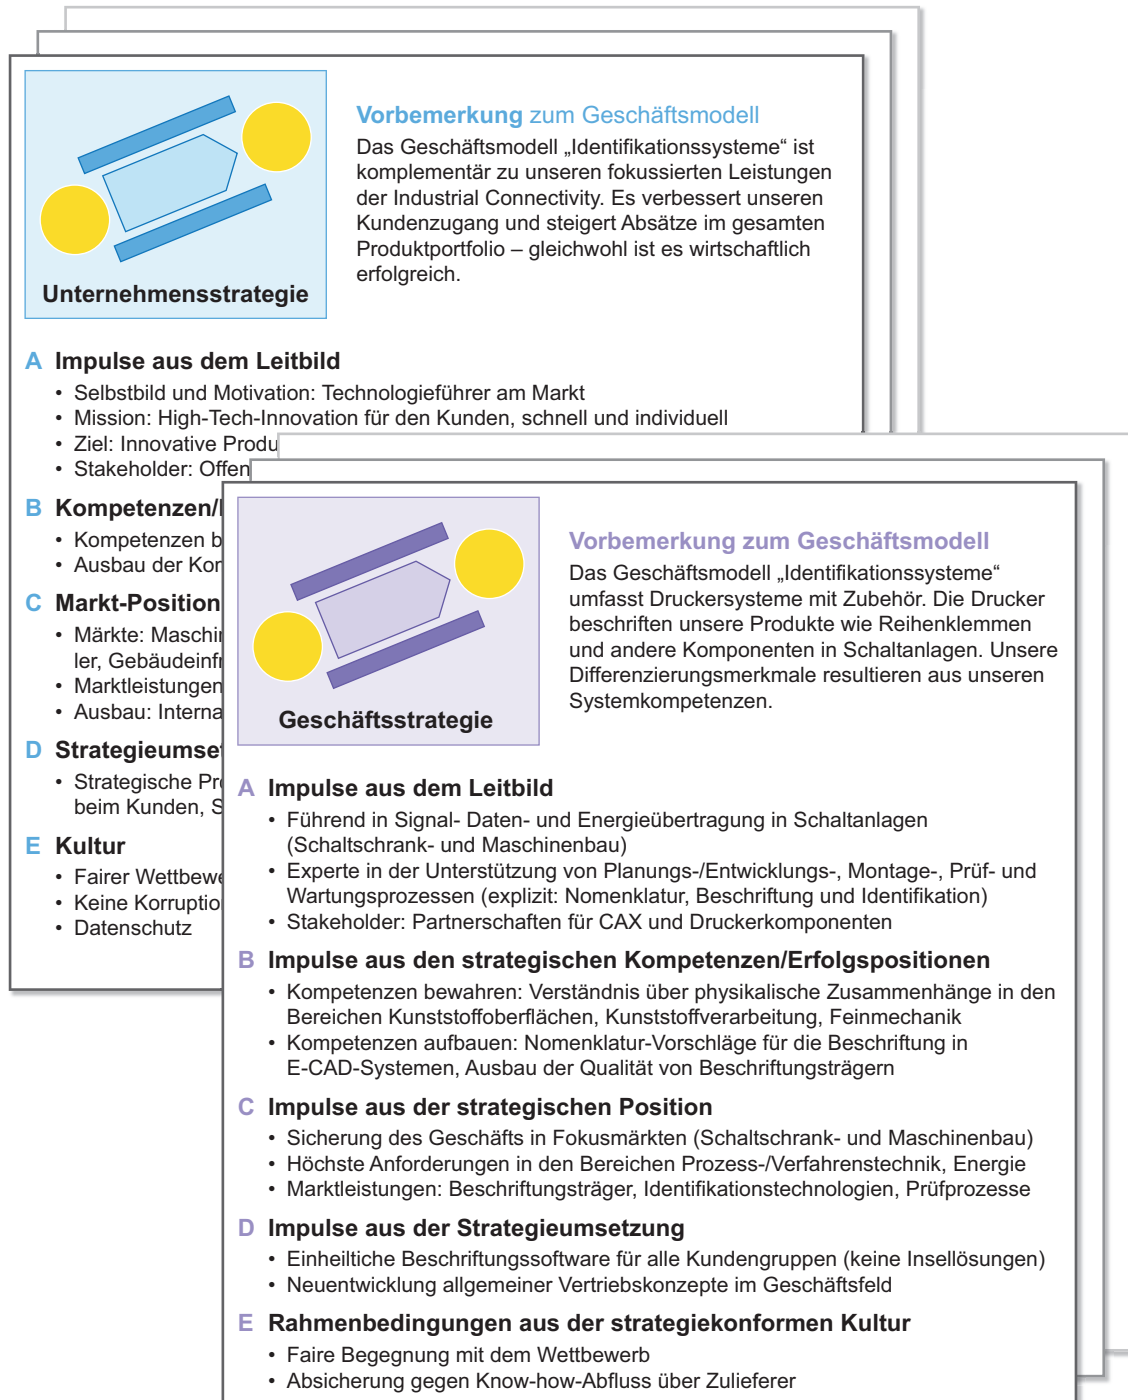 Unternehmensstrategie
Vorbemerkung zum Geschäftsmodell
Das Geschäftsmodell „Identifikationssysteme“ ist
komplementär zu unseren fokussierten Leistungen
der Industrial Connectivity. Es verbessert unseren
Kundenzugang und steigert Absätze im gesamten
Produktportfolio – gleichwohl ist es wirtschaftlich
erfolgreich.
A Impulse aus dem Leitbild
• Selbstbild und Motivation: Technologieführer am Markt
• Mission: High-Tech-Innovation für den Kunden, schnell und individuell
• Ziel: Innovative Produ
• Stakeholder: Offen
B Kompetenzen/
• Kompetenzen b
• Ausbau der Kor
C Markt-Position
• Märkte: Maschin
ler, Gebäudeinfr
• Marktleistungen
• Ausbau: Interna
D Strategieumset
• Strategische Pro
beim Kunden, S
E Kultur
• Fairer Wettbewe
• Keine Korruptio
• Datenschutz
Geschäftsstrategie
Vorbemerkung zum Geschäftsmodell
Das Geschäftsmodell „Identifikationssysteme“
umfasst Druckersysteme mit Zubehör. Die Drucker
beschriften unsere Produkte wie Reihenklemmen
und andere Komponenten in Schaltanlagen. Unsere
Differenzierungsmerkmale resultieren aus unseren
Systemkompetenzen.
A Impulse aus dem Leitbild
• Führend in Signal- Daten- und Energieübertragung in Schaltanlagen
(Schaltschrank- und Maschinenbau)
• Experte in der Unterstützung von Planungs-/Entwicklungs-, Montage-, Prüf- und
Wartungsprozessen (explizit: Nomenklatur, Beschriftung und Identifikation)
• Stakeholder: Partnerschaften für CAX und Druckerkomponenten
B Impulse aus den strategischen Kompetenzen/Erfolgspositionen
• Kompetenzen bewahren: Verständnis über physikalische Zusammenhänge in den
Bereichen Kunststoffoberflächen, Kunststoffverarbeitung, Feinmechanik
• Kompetenzen aufbauen: Nomenklatur-Vorschläge für die Beschriftung in
E-CAD-Systemen, Ausbau der Qualität von Beschriftungsträgern
C Impulse aus der strategischen Position
• Sicherung des Geschäfts in Fokusmärkten (Schaltschrank- und Maschinenbau)
• Höchste Anforderungen in den Bereichen Prozess-/Verfahrenstechnik, Energie
• Marktleistungen: Beschriftungsträger, Identifikationstechnologien, Prüfprozesse
D Impulse aus der Strategieumsetzung
• Einheiltiche Beschriftungssoftware für alle Kundengruppen (keine Insellösungen)
• Neuentwicklung allgemeiner Vertriebskonzepte im Geschäftsfeld
E Rahmenbedingungen aus der strategiekonformen Kultur
• Faire Begegnung mit dem Wettbewerb
• Absicherung gegen Know-how-Abfluss über Zulieferer